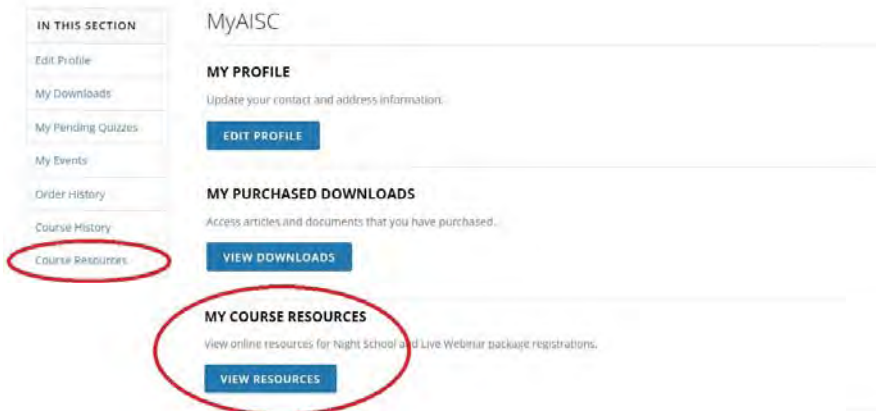 IN THIS SECTION
Edit Profile
My Downloads
My Pending Quizzes
My Events
Order History
Course History
Course Resources
MyAISC
MY PROFILE
Update your contact and address information.
EDIT PROFILE
MY PURCHASED DOWNLOADS
Access articles and documents that you have purchased.
VIEW DOWNLOADS
MY COURSE RESOURCES
View online resources for Night School and Live Webinar package registrations.
VIEW RESOURCES